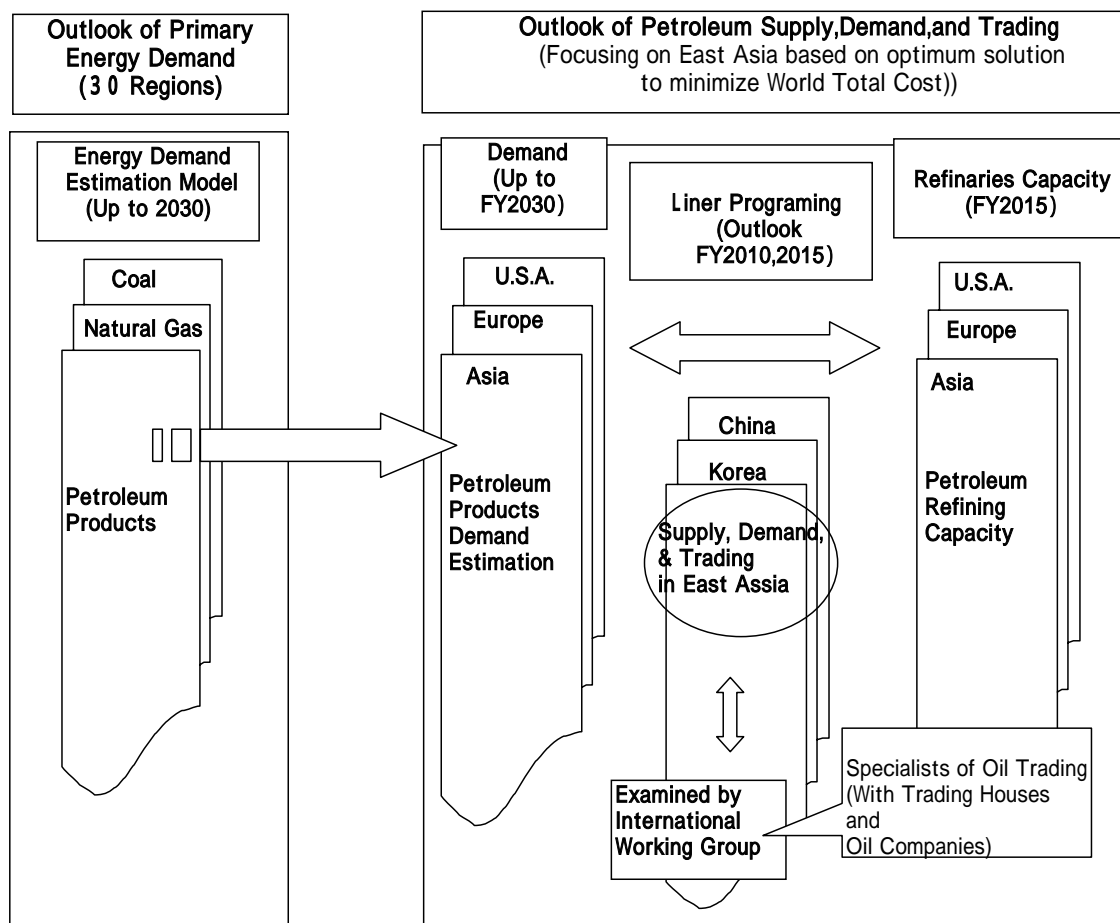 Outlook of Primary
Energy Demand
(30 Regions)
Outlook of Petroleum Supply,Demand,and Trading
(Focusing on East Asia based on optimum solution
to minimize World Total Cost))
Energy Demand
Estimation Model
(Up to 2030)
Coal
Natural Gas
Petroleum
Products
Demand
(Up to
FY2030)
U.S.A.
Europe
Asia
Petroleum
Products
Demand
Estimation
Liner Programing
(Outlook
FY2010,2015)
China
Korea
Supply, Demand,
& Trading
in East Assia
Examined by
International
Working Group
Refinaries Capacity
(FY2015)
U.S.A.
Europe
Asia
Petroleum
Refining
Capacity
Specialists of Oil Trading
(With Trading Houses
and
Oil Companies)